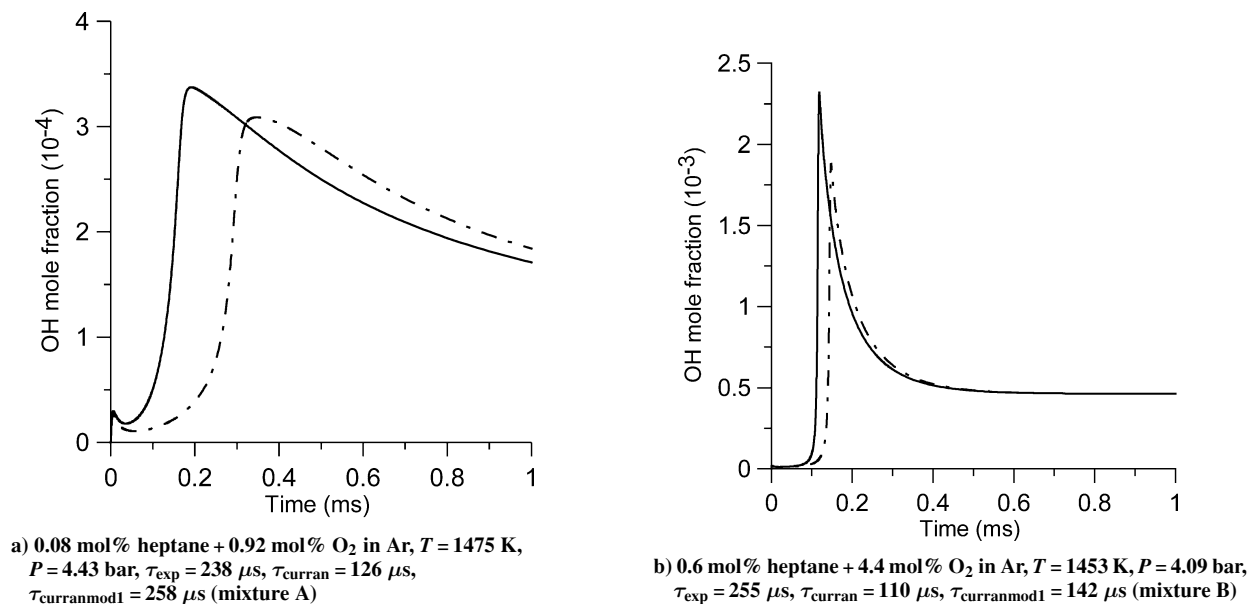 4
3
2
1
0
OH mole fraction (10-4)
0
0.2
0.4
0.6
0.8
1
Time (ms)
a) 0.08 mol% heptane + 0.92 mol% O2 in Ar, T = 1475 K,
P = 4.43 bar, τexp = 238 μs, τcurran = 126 μs,
τcurranmod1 = 258 μs (mixture A)
2.5
2
1.5
1
0.5
0
OH mole fraction (10-3)
0
0.2
0.4
0.6
0.8
1
Time (ms)
b) 0.6 mol% heptane + 4.4 mol% O2 in Ar, T = 1453 K, P = 4.09 bar,
τexp = 255 μs, τcurran = 110 μs, τcurranmod1 = 142 μs (mixture B)